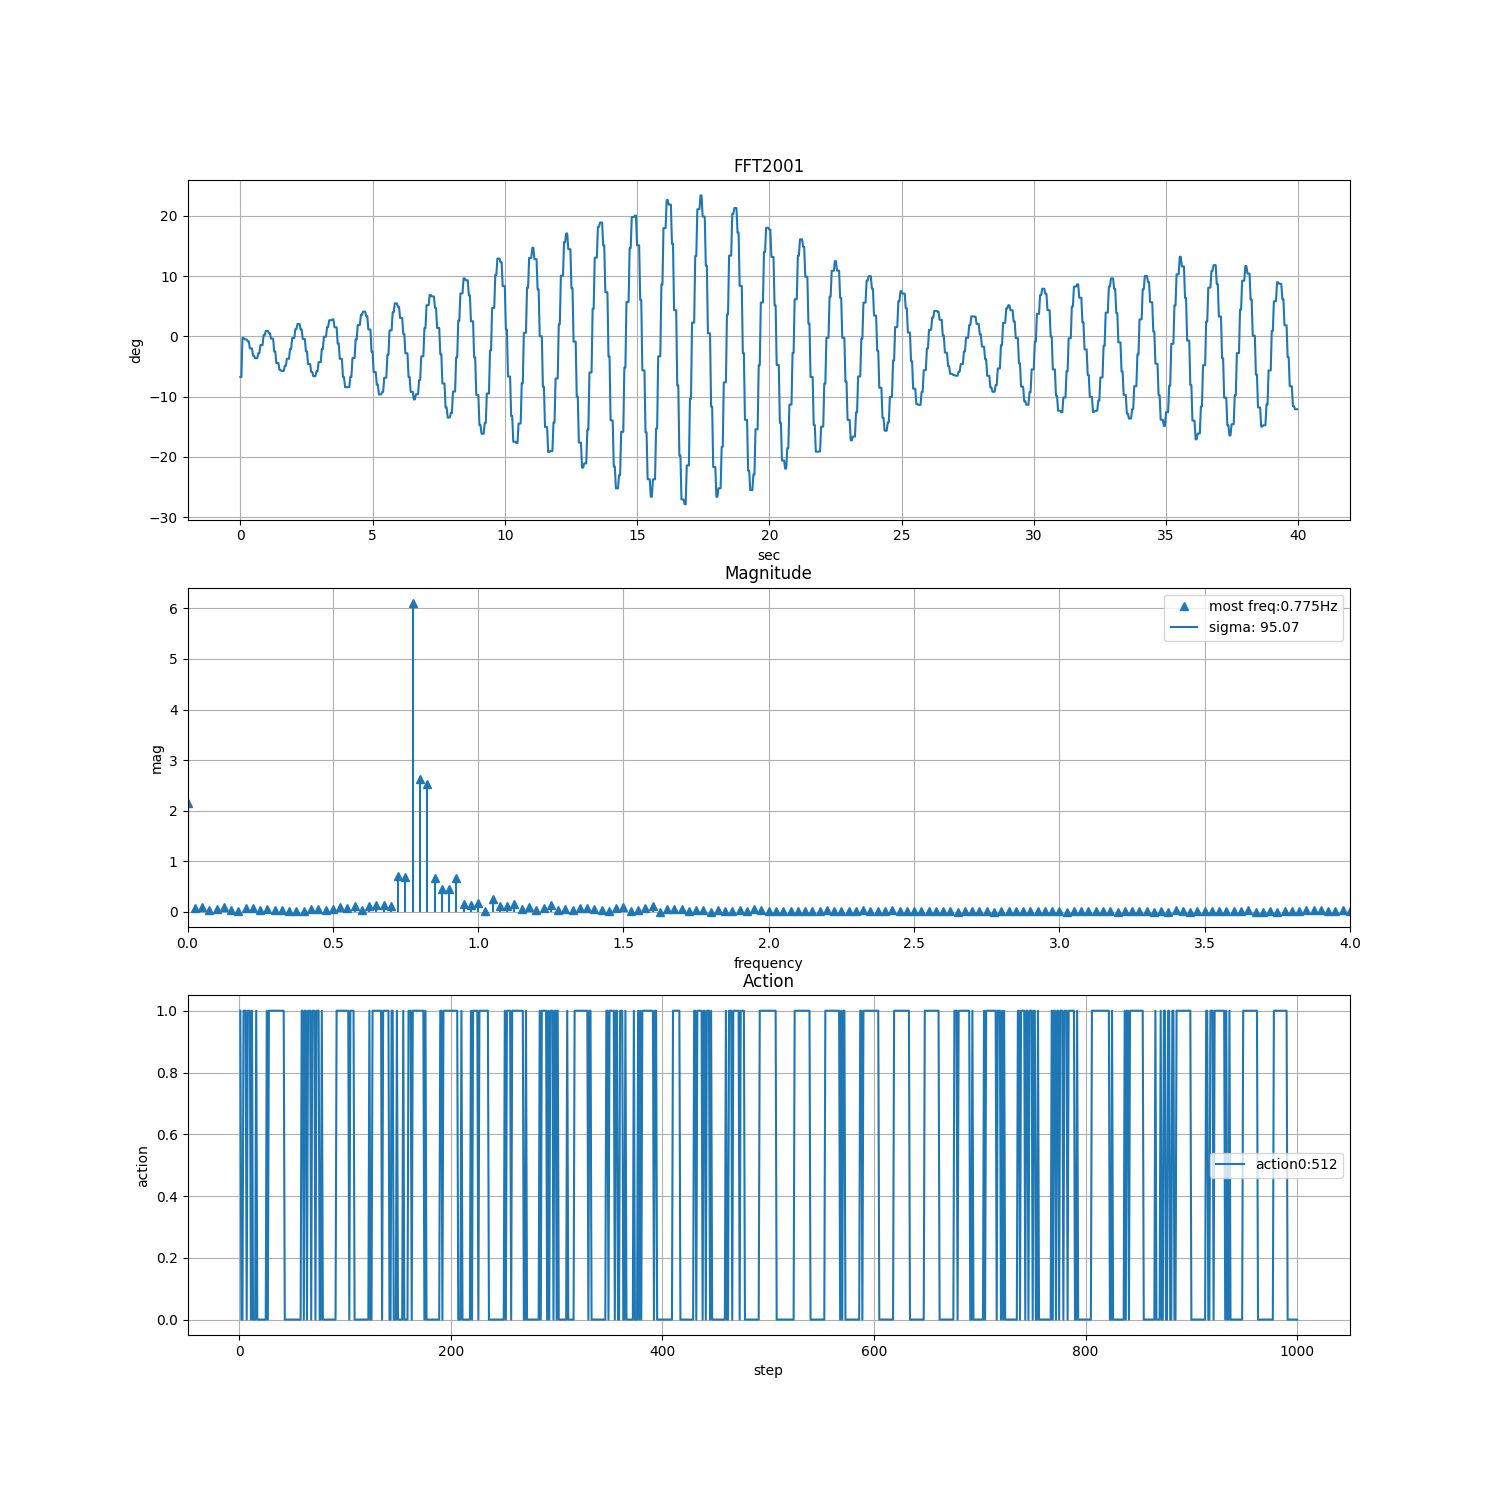 FFT2001
20
10
0
−10
−20
−30
deg
0 5 10 15 20 25 30 35 40
sec
Magnitude
6
5
4
3
2
1
0
mag
most freq:0.775Hz
sigma: 95.07
0.0 0.5 1.0 1.5 2.0 2.5 3.0 3.5 4.0
frequency
Action
1.0
0.8
0.6
0.4
0.2
0.0
action
action0:512
0 200 400 600 800 1000
step